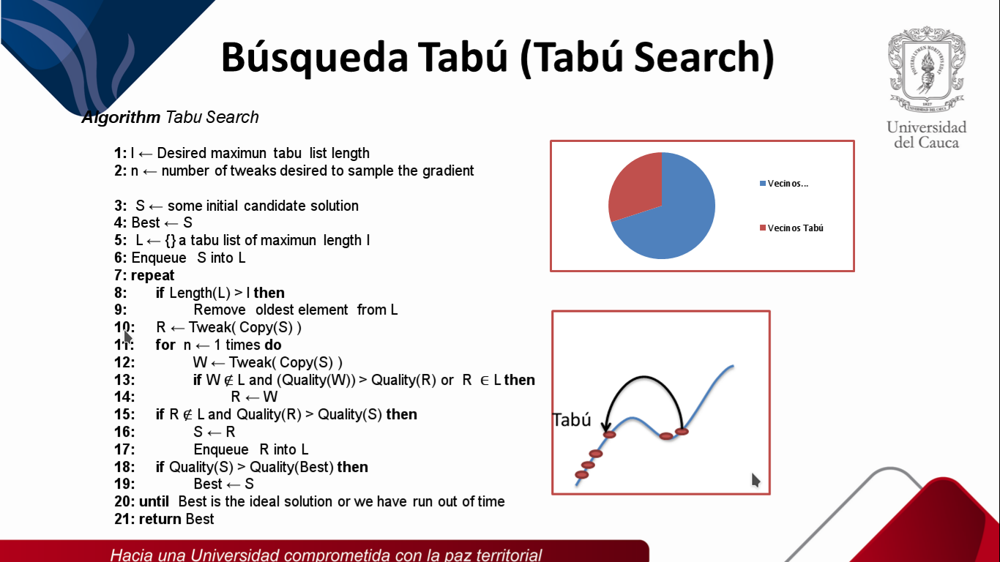 Búsqueda Tabú (Tabú Search)
Algorithm Tabu Search
1: l ← Desired maximun tabu list length
2: n ← number of tweaks desired to sample the gradient
3: S ← some initial candidate solution
4: Best ← S
5: L ← {} a tabu list of maximun length l
6: Enqueue S into L
7: repeat
8: if Length(L) > l then
9: Remove oldest element from L
10: R ← Tweak( Copy(S) )
11: for n ← 1 times do
12: W ← Tweak( Copy(S) )
13: if W ∉ L and (Quality(W)) > Quality(R) or R ∈ L then
14: R ← W
15: if R ∉ L and Quality(R) > Quality(S) then
16: S ← R
17: Enqueue R into L
18: if Quality(S) > Quality(Best) then
19: Best ← S
20: until Best is the ideal solution or we have run out of time
21: return Best
Vecinos...
Vecinos Tabú
Tabú
1827
Universidad
del Cauca
Hacia una Universidad comprometida con la paz territorial